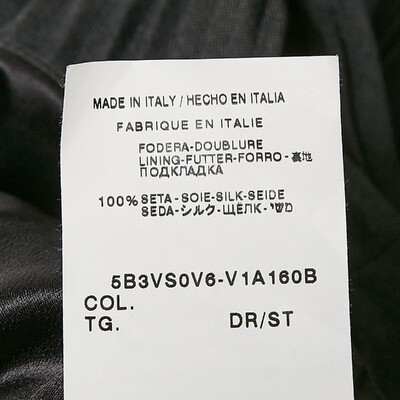 MADE IN ITALY / HECHO EN ITALIA
FABRIQUE EN ITALIE
FODERA-DOUBLURE
LINING-FUTTER-FORRO-裏地
ПОДКЛАДКА
100% SETA-SOIE-SILK-SEIDE
SEDA-シルク-ЩЁЛК-משי
5B3VS0V6-V1A160B
COL.
TG. DR/ST